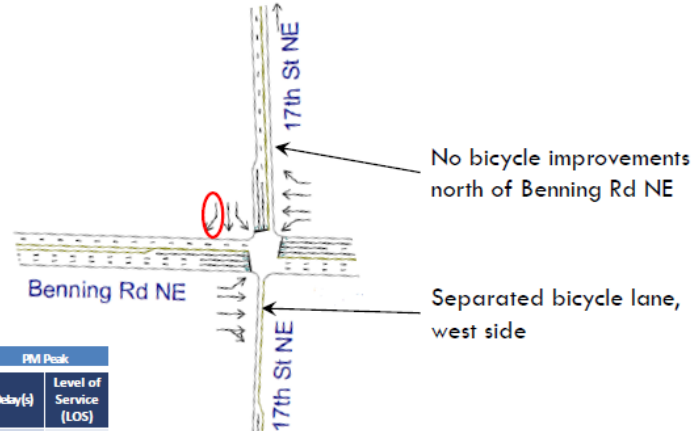 17th St NE
No bicycle improvements
north of Benning Rd NE
Benning Rd NE
Separated bicycle lane,
west side
17th St NE
PM Peak
elay(s)
Level of
Service
(LOS)